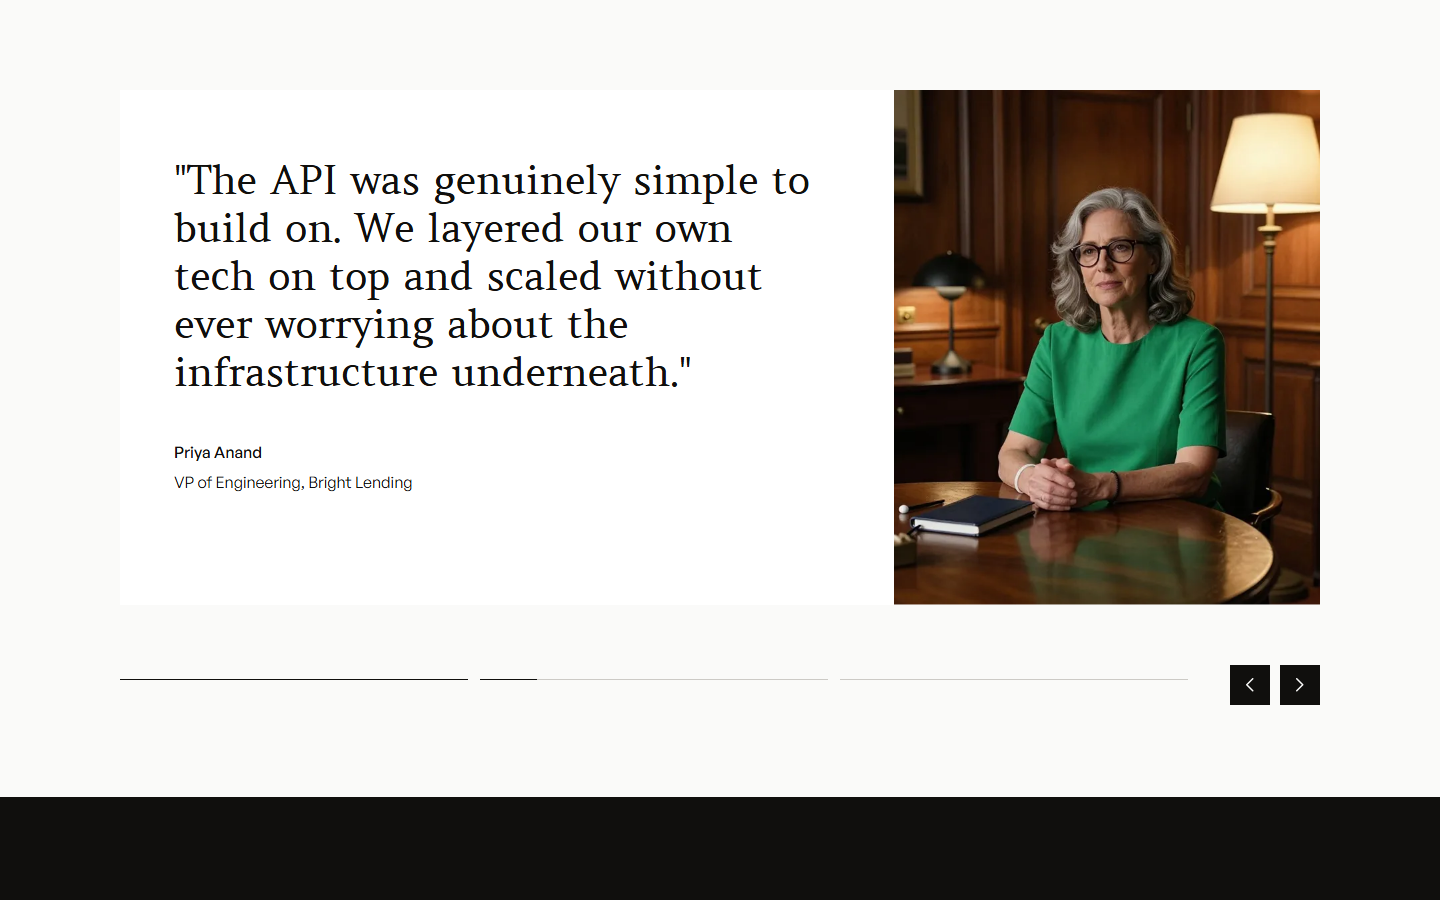 "The API was genuinely simple to
build on. We layered our own
tech on top and scaled without
ever worrying about the
infrastructure underneath."
Priya Anand
VP of Engineering, Bright Lending